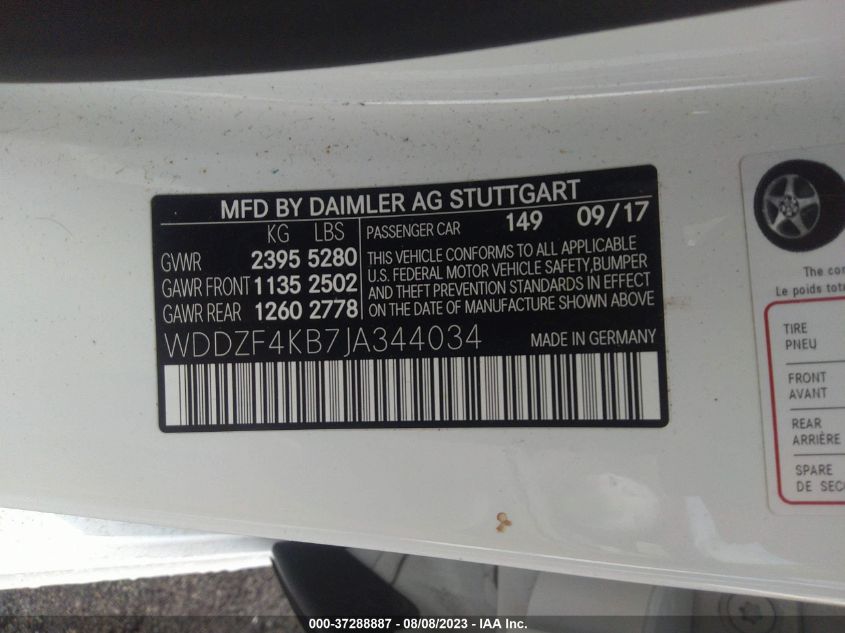 MFD BY DAIMLER AG STUTTGART
KG LBS
GVWR 2395 5280
GAWR FRONT 1135 2502
GAWR REAR 1260 2778
PASSENGER CAR 149 09/17
THIS VEHICLE CONFORMS TO ALL APPLICABLE
U.S. FEDERAL MOTOR VEHICLE SAFETY,BUMPER
AND THEFT PREVENTION STANDARDS IN EFFECT
ON THE DATE OF MANUFACTURE SHOWN ABOVE
WDDZF4KB7JA344034 MADE IN GERMANY
The
Le poids
TIRE
PNEU
FRONT
AVANT
REAR
ARRIÈRE
SPARE
DE
000-37288887 - 08/08/2023 - IAA Inc.